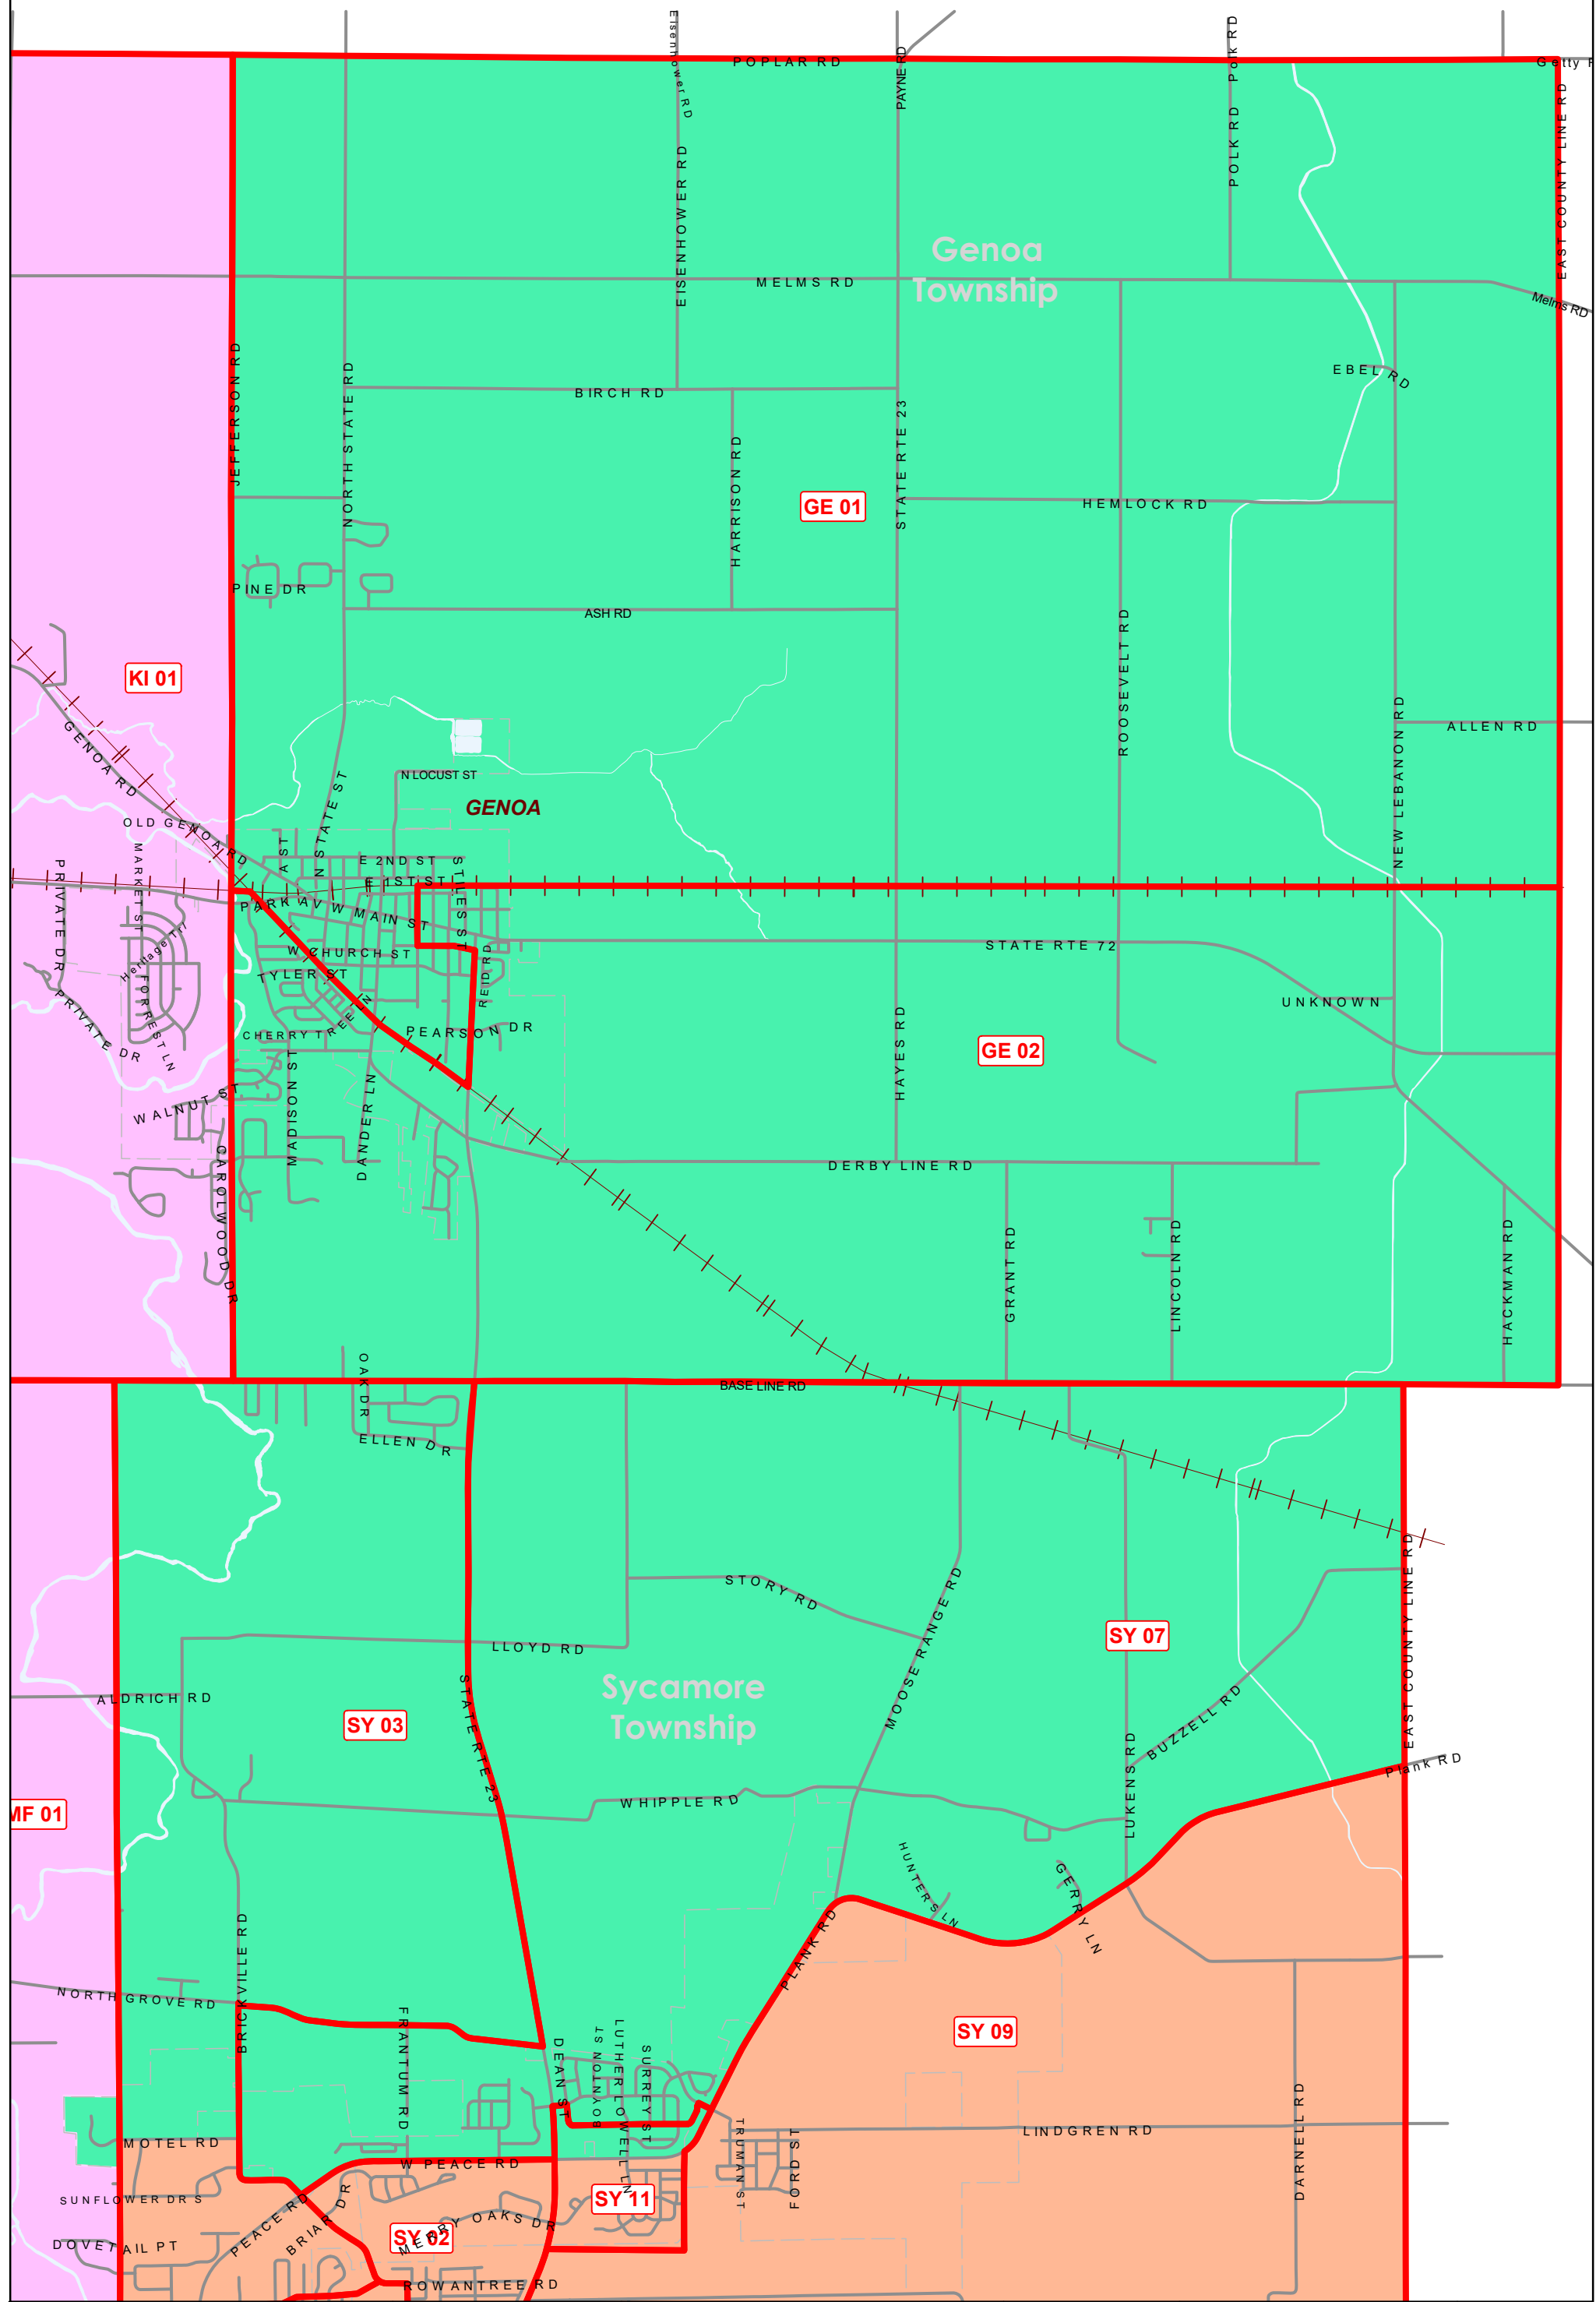 Eisenhower RD
POPLAR RD
PAYNE RD
Polk RD
POLK RD
EAST COUNTY LINE RD
EISENHOWER RD
Genoa
Township
MELMS RD
Melms RD
JEFFERSON RD
NORTH STATE RD
BIRCH RD
EBEL RD
HARRISON RD
STATE RTE 23
GE 01
HEMLOCK RD
PINE DR
ASH RD
ROOSEVELT RD
KI 01
GENOA RD
NEW LEBANON RD
ALLEN RD
N LOCUST ST
GENOA
OLD GENOA RD
N STATE ST
A ST
E 2ND ST
E 1ST ST
STILES ST
PRIVATE DR
MARKET ST
PARK AV
W MAIN ST
STATE RTE 72
Heritage Trl
W CHURCH ST
TYLER ST
REID RD
FORREST LN
PRIVATE DR
CHERRY TREE LN
PEARSON DR
UNKNOWN
HAYES RD
GE 02
WALNUT ST
MADISON ST
DANDER LN
CAROLWOOD DR
DERBY LINE RD
GRANT RD
LINCOLN RD
HACKMAN RD
OAK DR
BASE LINE RD
ELLEN DR
STORY RD
MOOSE RANGE RD
EAST COUNTY LINE RD
LLOYD RD
SY 07
Sycamore
Township
ALDRICH RD
SY 03
STATE RTE 23
BUZZELL RD
LUKENS RD
Plank RD
WHIPPLE RD
MF 01
HUNTERS LN
GERRY LN
BRICKVILLE RD
PLANK RD
NORTH GROVE RD
FRANTUM RD
DEAN ST
BOYNTON ST
LUTHER LOWELL LN
SURREY ST
SY 09
MOTEL RD
LINDGREN RD
W PEACE RD
TRUMAN ST
FORD ST
DARNELL RD
SUNFLOWER DR S
SY 11
PEACE RD
BRIAR DR
SY 02
MERRY OAKS DR
DOVETAIL PT
ROWANTREE RD